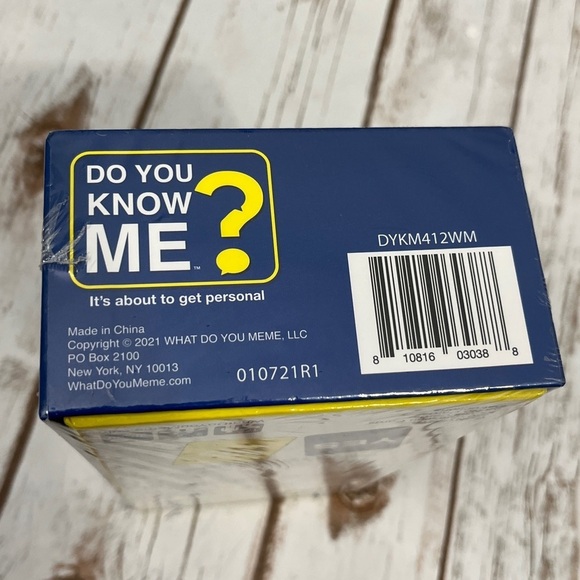 DO YOU
KNOW
ME?™
It's about to get personal
Made in China
Copyright © 2021 WHAT DO YOU MEME, LLC
PO Box 2100
New York, NY 10013
WhatDoYouMeme.com
010721R1
DYKM412WM
8 10816 03038 8